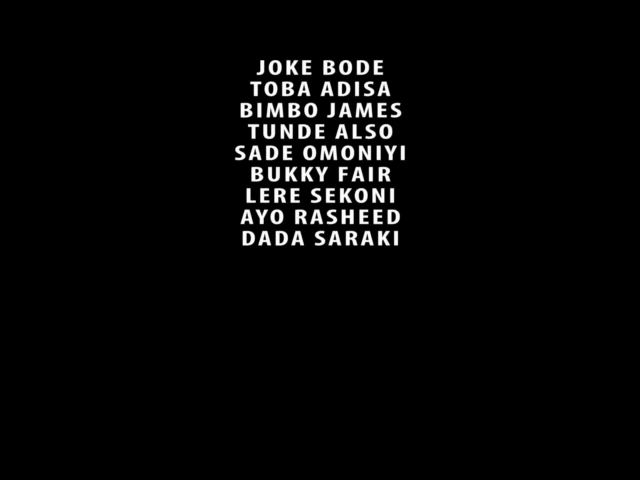 JOKE BODE
TOBA ADISA
BIMBO JAMES
TUNDE ALSO
SADE OMONIYI
BUKKY FAIR
LERE SEKONI
AYO RASHEED
DADA SARAKI